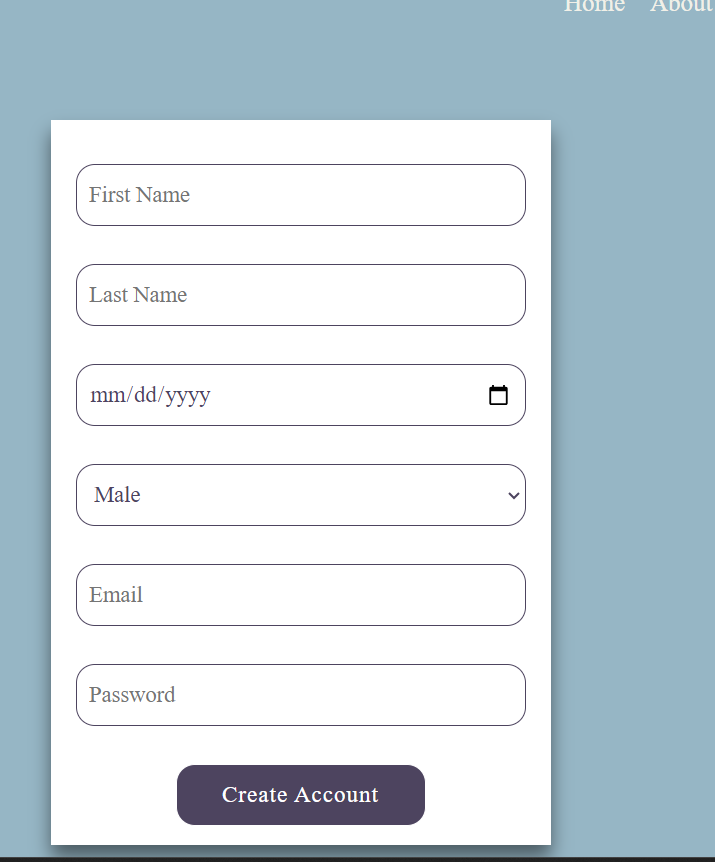 Home About
First Name
Last Name
mm/dd/yyyy
Male
Email
Password
Create Account